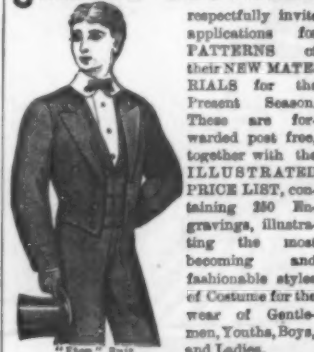 respectfully invite
applications for
PATTERNS of
their NEW MATE-
RIALS for the
Present Season.
These are for-
warded post free,
together with the
ILLUSTRATED
PRICE LIST, con-
taining 250 En-
gravings, illustra-
ting the most
becoming and
fashionable styles
of Costume for the
wear of Gentle-
men, Youths, Boys,
and Ladies.
"Eton" Suit.